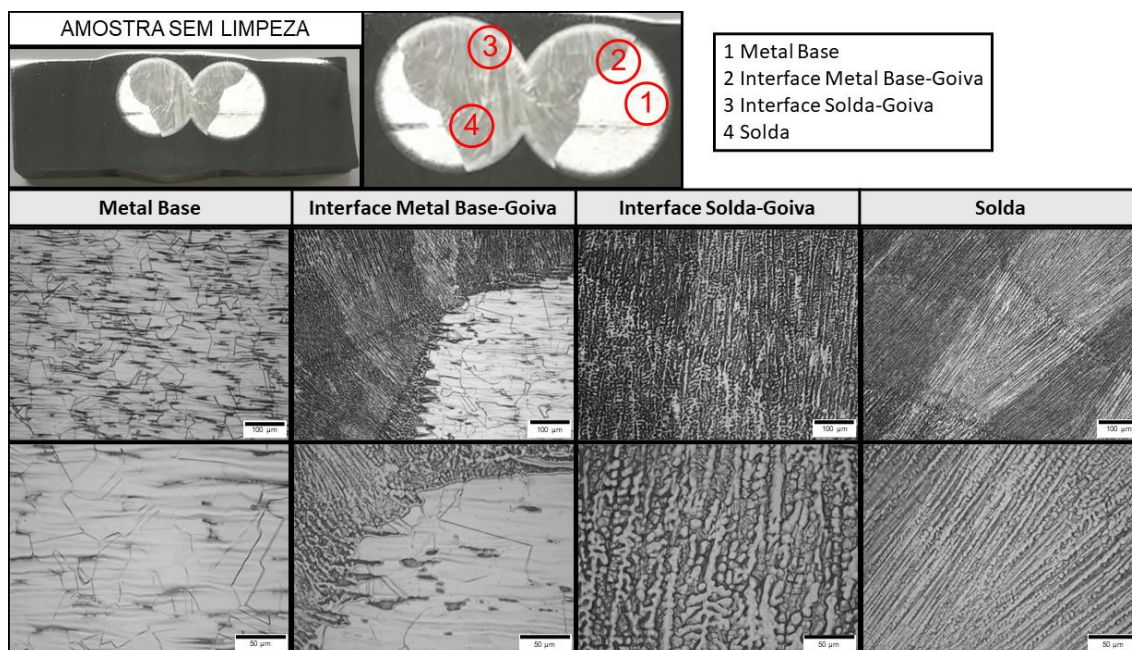 AMOSTRA SEM LIMPEZA
3
2
1
4
1 Metal Base
2 Interface Metal Base-Goiva
3 Interface Solda-Goiva
4 Solda
Metal Base
Interface Metal Base-Goiva
Interface Solda-Goiva
Solda
100 µm
100 µm
100 µm
100 µm
50 µm
50 µm
50 µm
50 µm